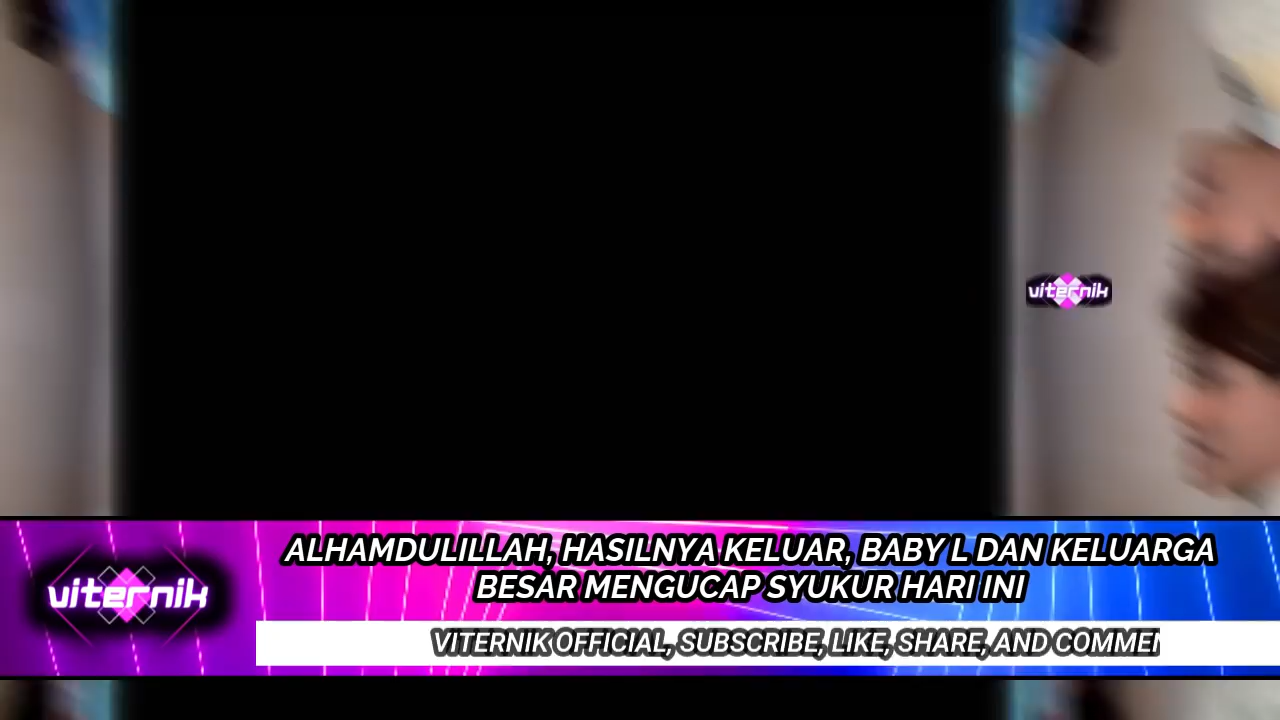 viternik
viternik
ALHAMDULILLAH, HASILNYA KELUAR, BABY L DAN KELUARGA
BESAR MENGUCAP SYUKUR HARI INI
VITERNIK OFFICIAL, SUBSCRIBE, LIKE, SHARE, AND COMMEN